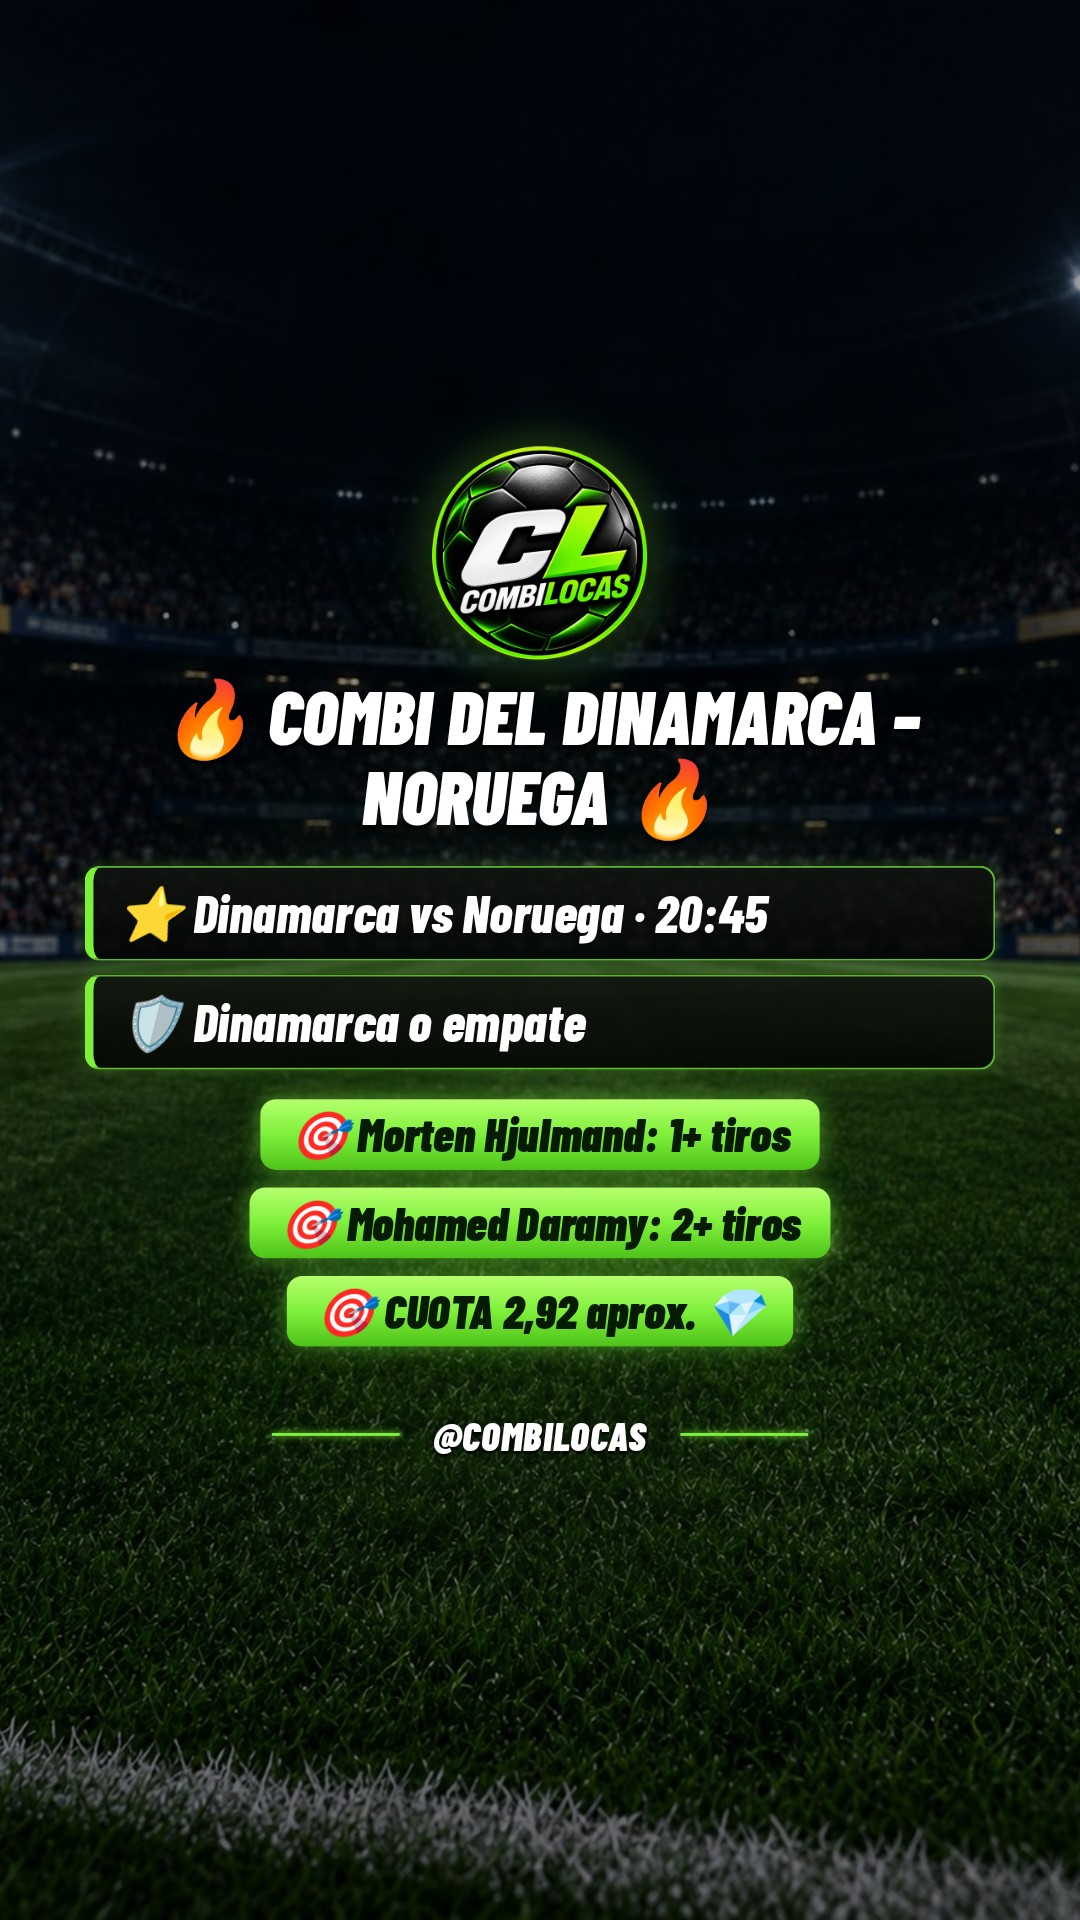 CL
COMBILOCAS
🔥 COMBI DEL DINAMARCA -
NORUEGA 🔥
⭐ Dinamarca vs Noruega · 20:45
🛡️ Dinamarca o empate
🎯 Morten Hjulmand: 1+ tiros
🎯 Mohamed Daramy: 2+ tiros
🎯 CUOTA 2,92 aprox. 💎
@COMBILOCAS